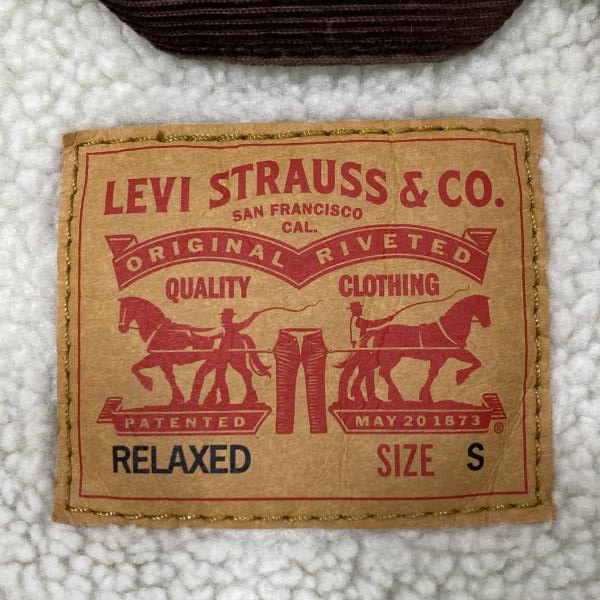 LEVI STRAUSS & CO.
SAN FRANCISCO
CAL.
ORIGINAL RIVETED
QUALITY CLOTHING
PATENTED MAY 20 1873 ®
RELAXED SIZE S